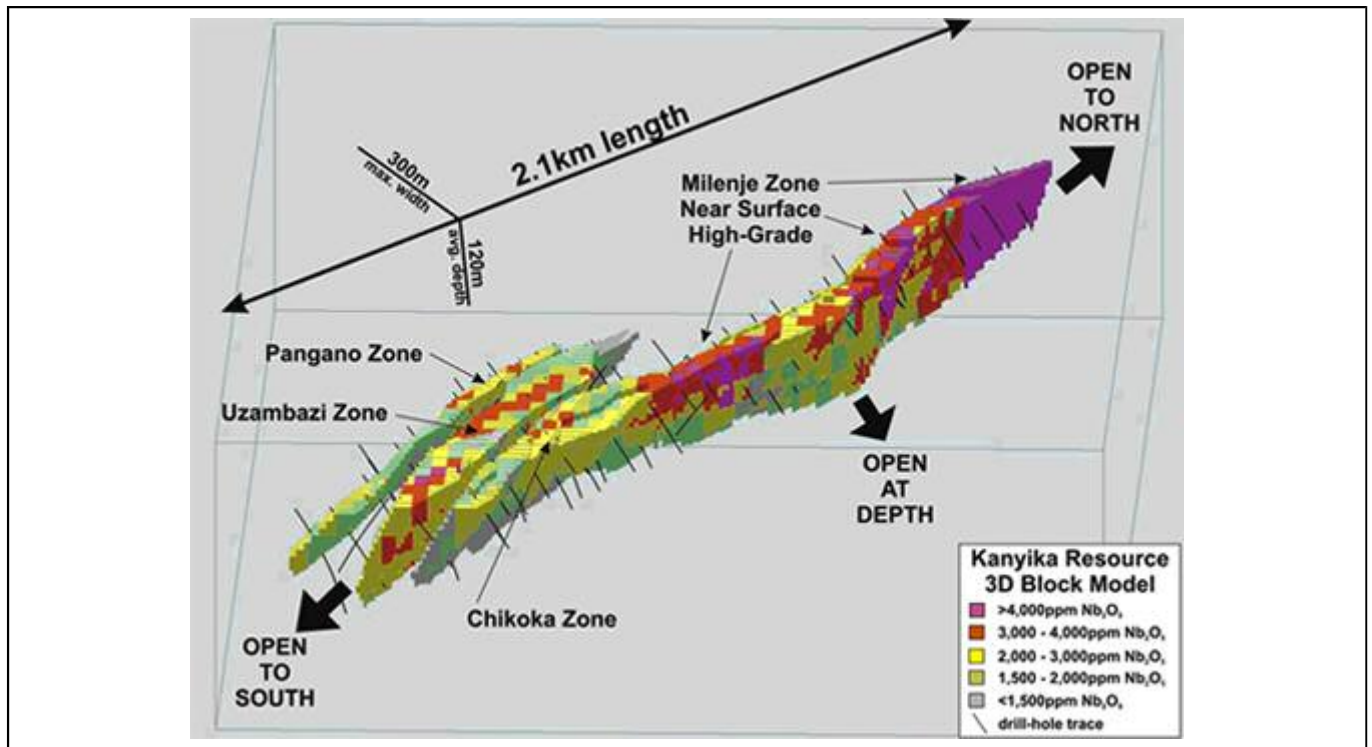 OPEN
TO
NORTH
2.1km length
300m
max. width
120m
avg. depth
Milenje Zone
Near Surface
High-Grade
Pangano Zone
Uzambazi Zone
OPEN
AT
DEPTH
Chikoka Zone
OPEN
TO
SOUTH
Kanyika Resource
3D Block Model
>4,000ppm Nb₂O₅
3,000 - 4,000ppm Nb₂O₅
2,000 - 3,000ppm Nb₂O₅
1,500 - 2,000ppm Nb₂O₅
<1,500ppm Nb₂O₅
drill-hole trace